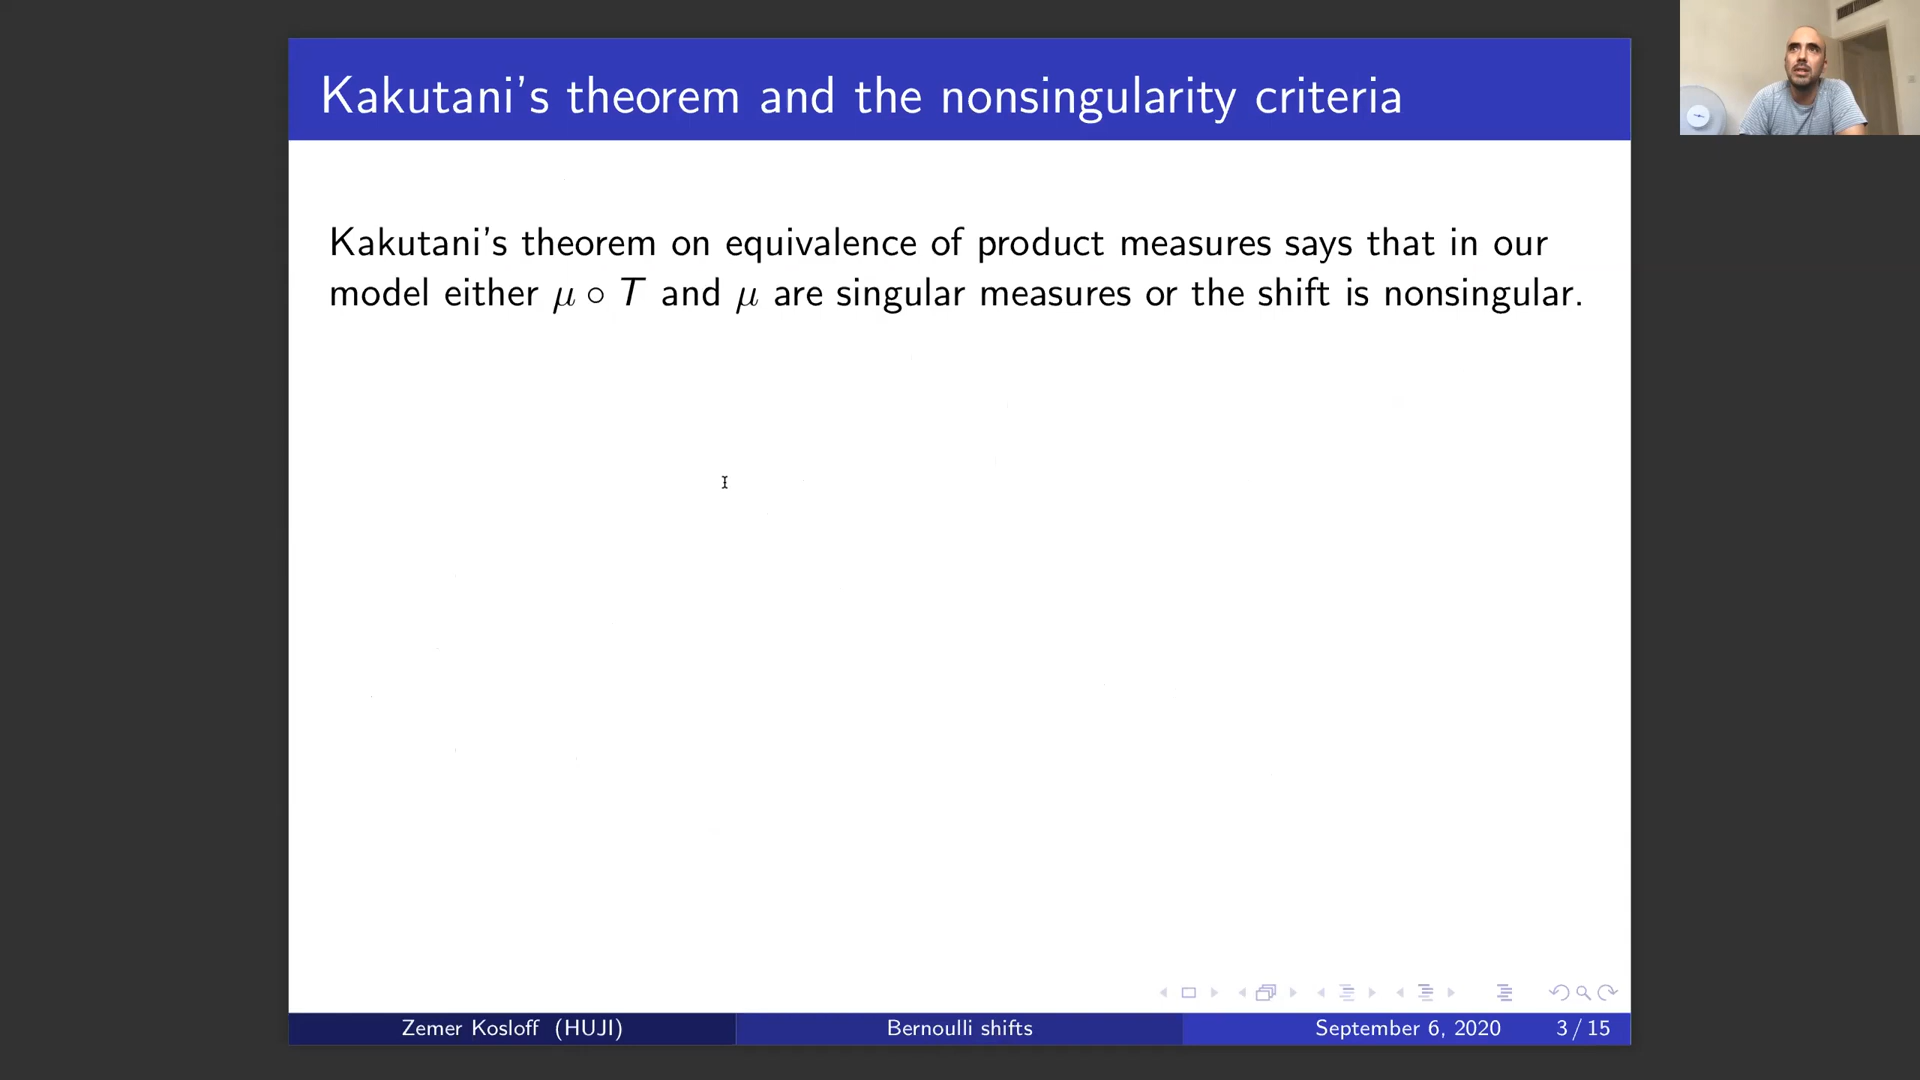 Kakutani's theorem and the nonsingularity criteria
Kakutani's theorem on equivalence of product measures says that in our
model either μ ∘ T and μ are singular measures or the shift is nonsingular.
Zemer Kosloff (HUJI) Bernoulli shifts September 6, 2020 3 / 15